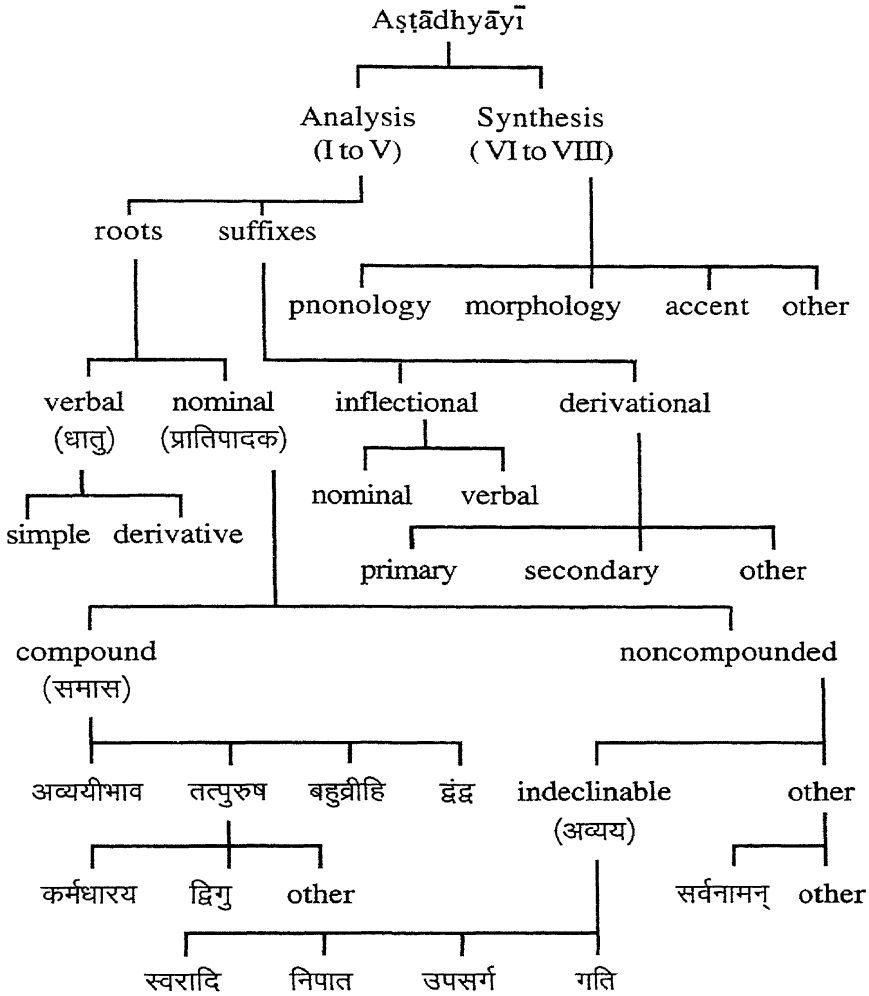 Aṣṭādhyāyī
Analysis Synthesis
(I to V) ( VI to VIII)
roots suffixes
pnonology morphology accent other
verbal nominal inflectional derivational
(धातु) (प्रातिपादक)
nominal verbal
simple derivative
primary secondary other
compound noncompounded
(समास)
अव्ययीभाव तत्पुरुष बहुव्रीहि द्वंद्व indeclinable other
(अव्यय)
कर्मधारय द्विगु other सर्वनामन् other
स्वरादि निपात उपसर्ग गति